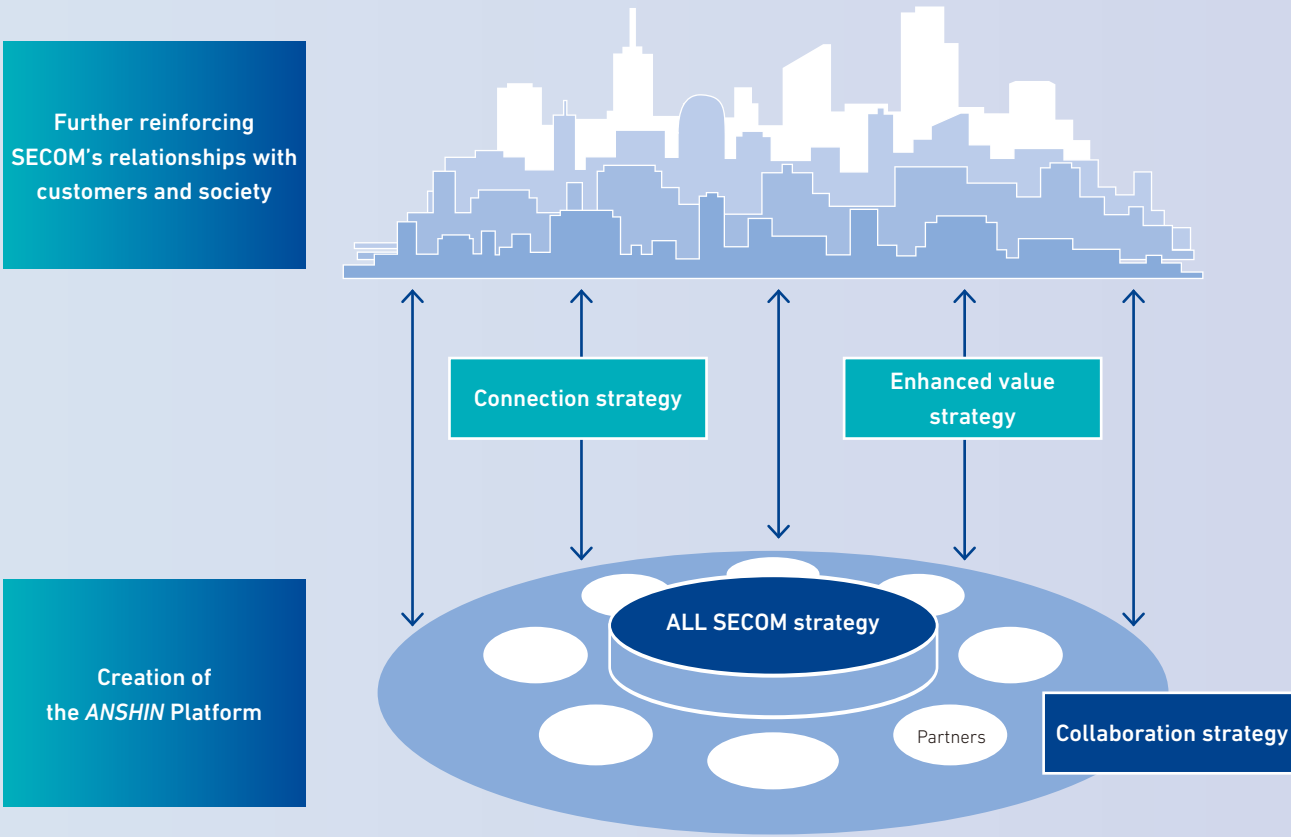 Further reinforcing
SECOM's relationships with
customers and society
Connection strategy
Enhanced value
strategy
ALL SECOM strategy
Creation of
the ANSHIN Platform
Partners
Collaboration strategy